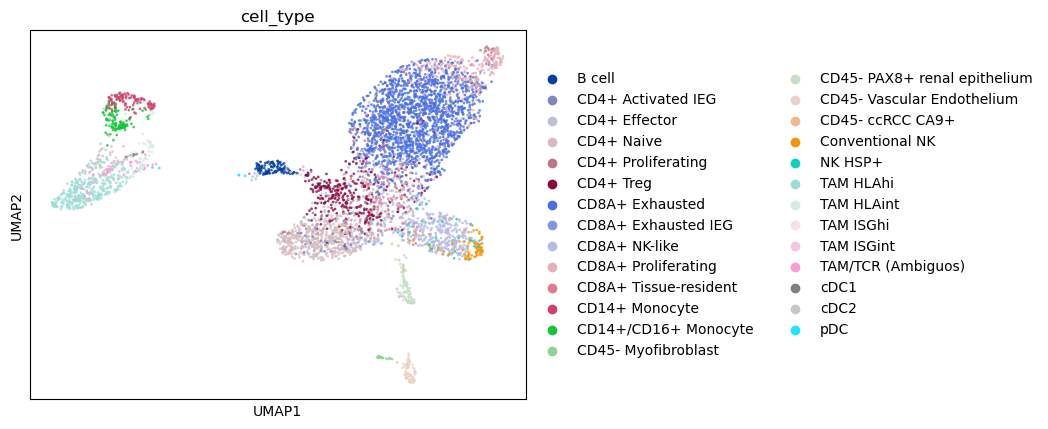 cell_type
UMAP2
UMAP1
B cell
CD4+ Activated IEG
CD4+ Effector
CD4+ Naive
CD4+ Proliferating
CD4+ Treg
CD8A+ Exhausted
CD8A+ Exhausted IEG
CD8A+ NK-like
CD8A+ Proliferating
CD8A+ Tissue-resident
CD14+ Monocyte
CD14+/CD16+ Monocyte
CD45- Myofibroblast
CD45- PAX8+ renal epithelium
CD45- Vascular Endothelium
CD45- ccRCC CA9+
Conventional NK
NK HSP+
TAM HLAhi
TAM HLAint
TAM ISGhi
TAM ISGint
TAM/TCR (Ambiguos)
cDC1
cDC2
pDC